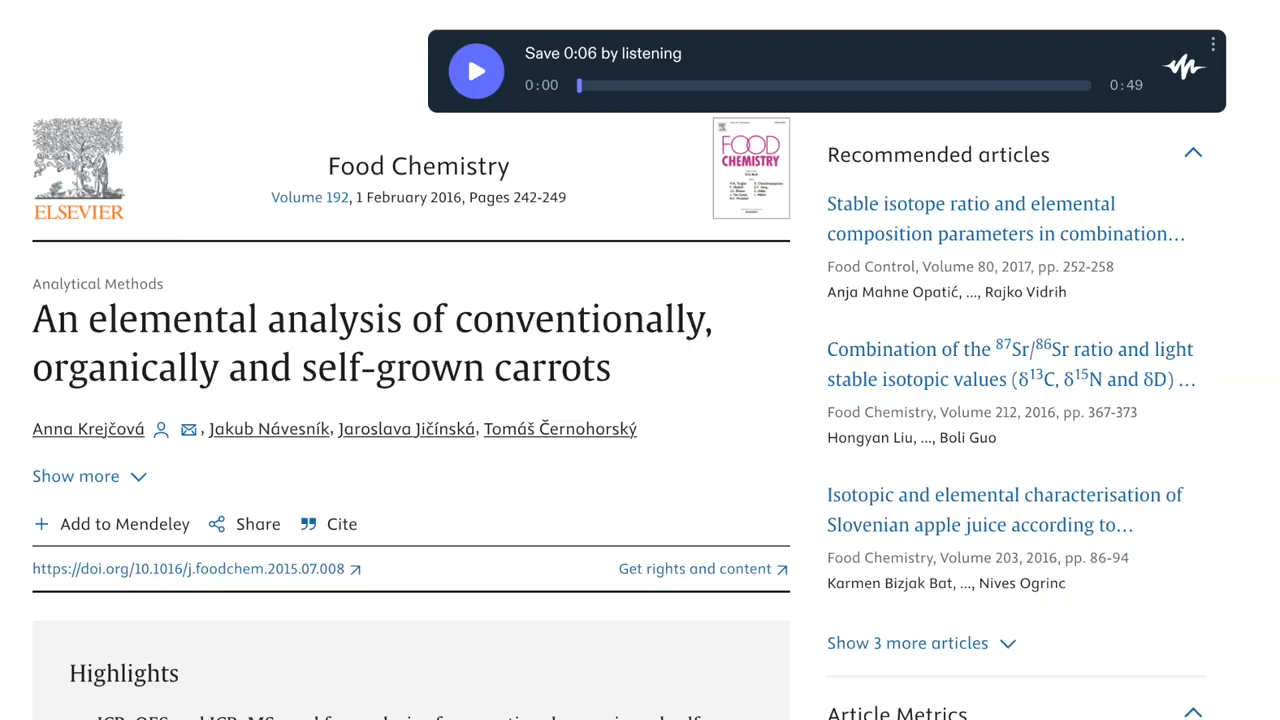 Save 0:06 by listening
0:00
0:49
ELSEVIER
Food Chemistry
Volume 192, 1 February 2016, Pages 242-249
FOOD
CHEMISTRY
Analytical Methods
An elemental analysis of conventionally,
organically and self-grown carrots
Anna Krejčová, Jakub Návesník, Jaroslava Jičínská, Tomáš Černohorský
Show more
Add to Mendeley Share Cite
https://doi.org/10.1016/j.foodchem.2015.07.008
Get rights and content
Highlights
Recommended articles
Stable isotope ratio and elemental
composition parameters in combination…
Food Control, Volume 80, 2017, pp. 252-258
Anja Mahne Opatić, ..., Rajko Vidrih
Combination of the ⁸⁷Sr/⁸⁶Sr ratio and light
stable isotopic values (δ¹³C, δ¹⁵N and δD) …
Food Chemistry, Volume 212, 2016, pp. 367-373
Hongyan Liu, ..., Boli Guo
Isotopic and elemental characterisation of
Slovenian apple juice according to…
Food Chemistry, Volume 203, 2016, pp. 86-94
Karmen Bizjak Bat, ..., Nives Ogrinc
Show 3 more articles
Article Metrics